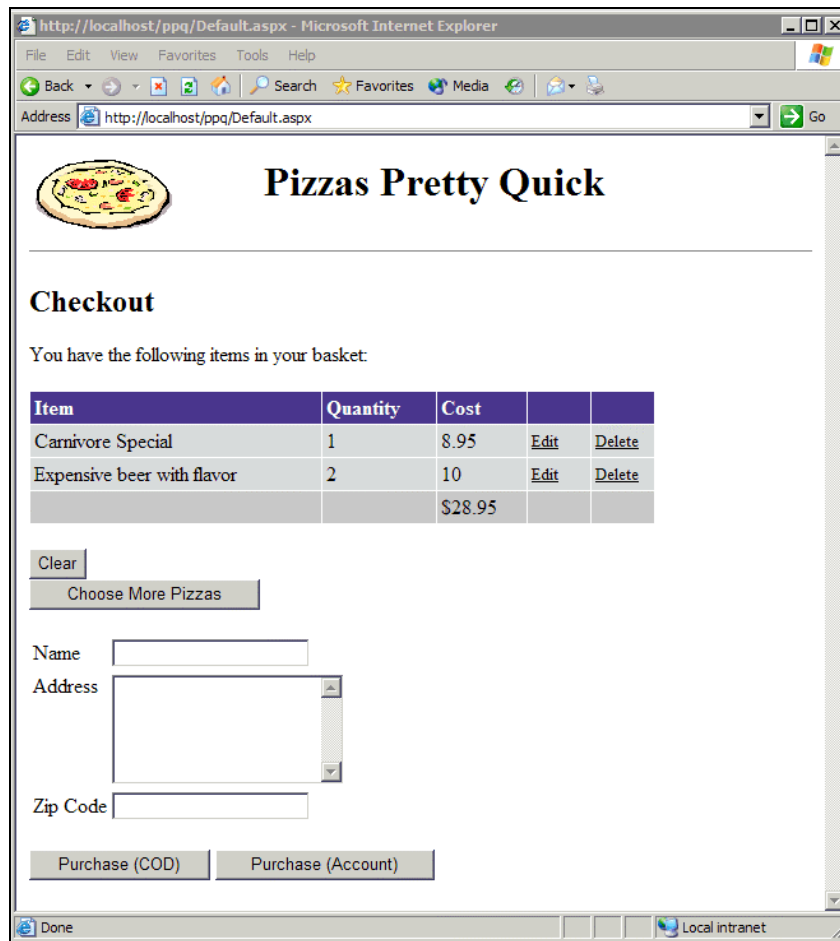 http://localhost/ppq/Default.aspx - Microsoft Internet Explorer
File Edit View Favorites Tools Help
Back Search Favorites Media
Address http://localhost/ppq/Default.aspx Go
Pizzas Pretty Quick
Checkout
You have the following items in your basket:
Item Quantity Cost
Carnivore Special 1 8.95 Edit Delete
Expensive beer with flavor 2 10 Edit Delete
$28.95
Clear
Choose More Pizzas
Name
Address
Zip Code
Purchase (COD) Purchase (Account)
Done Local intranet